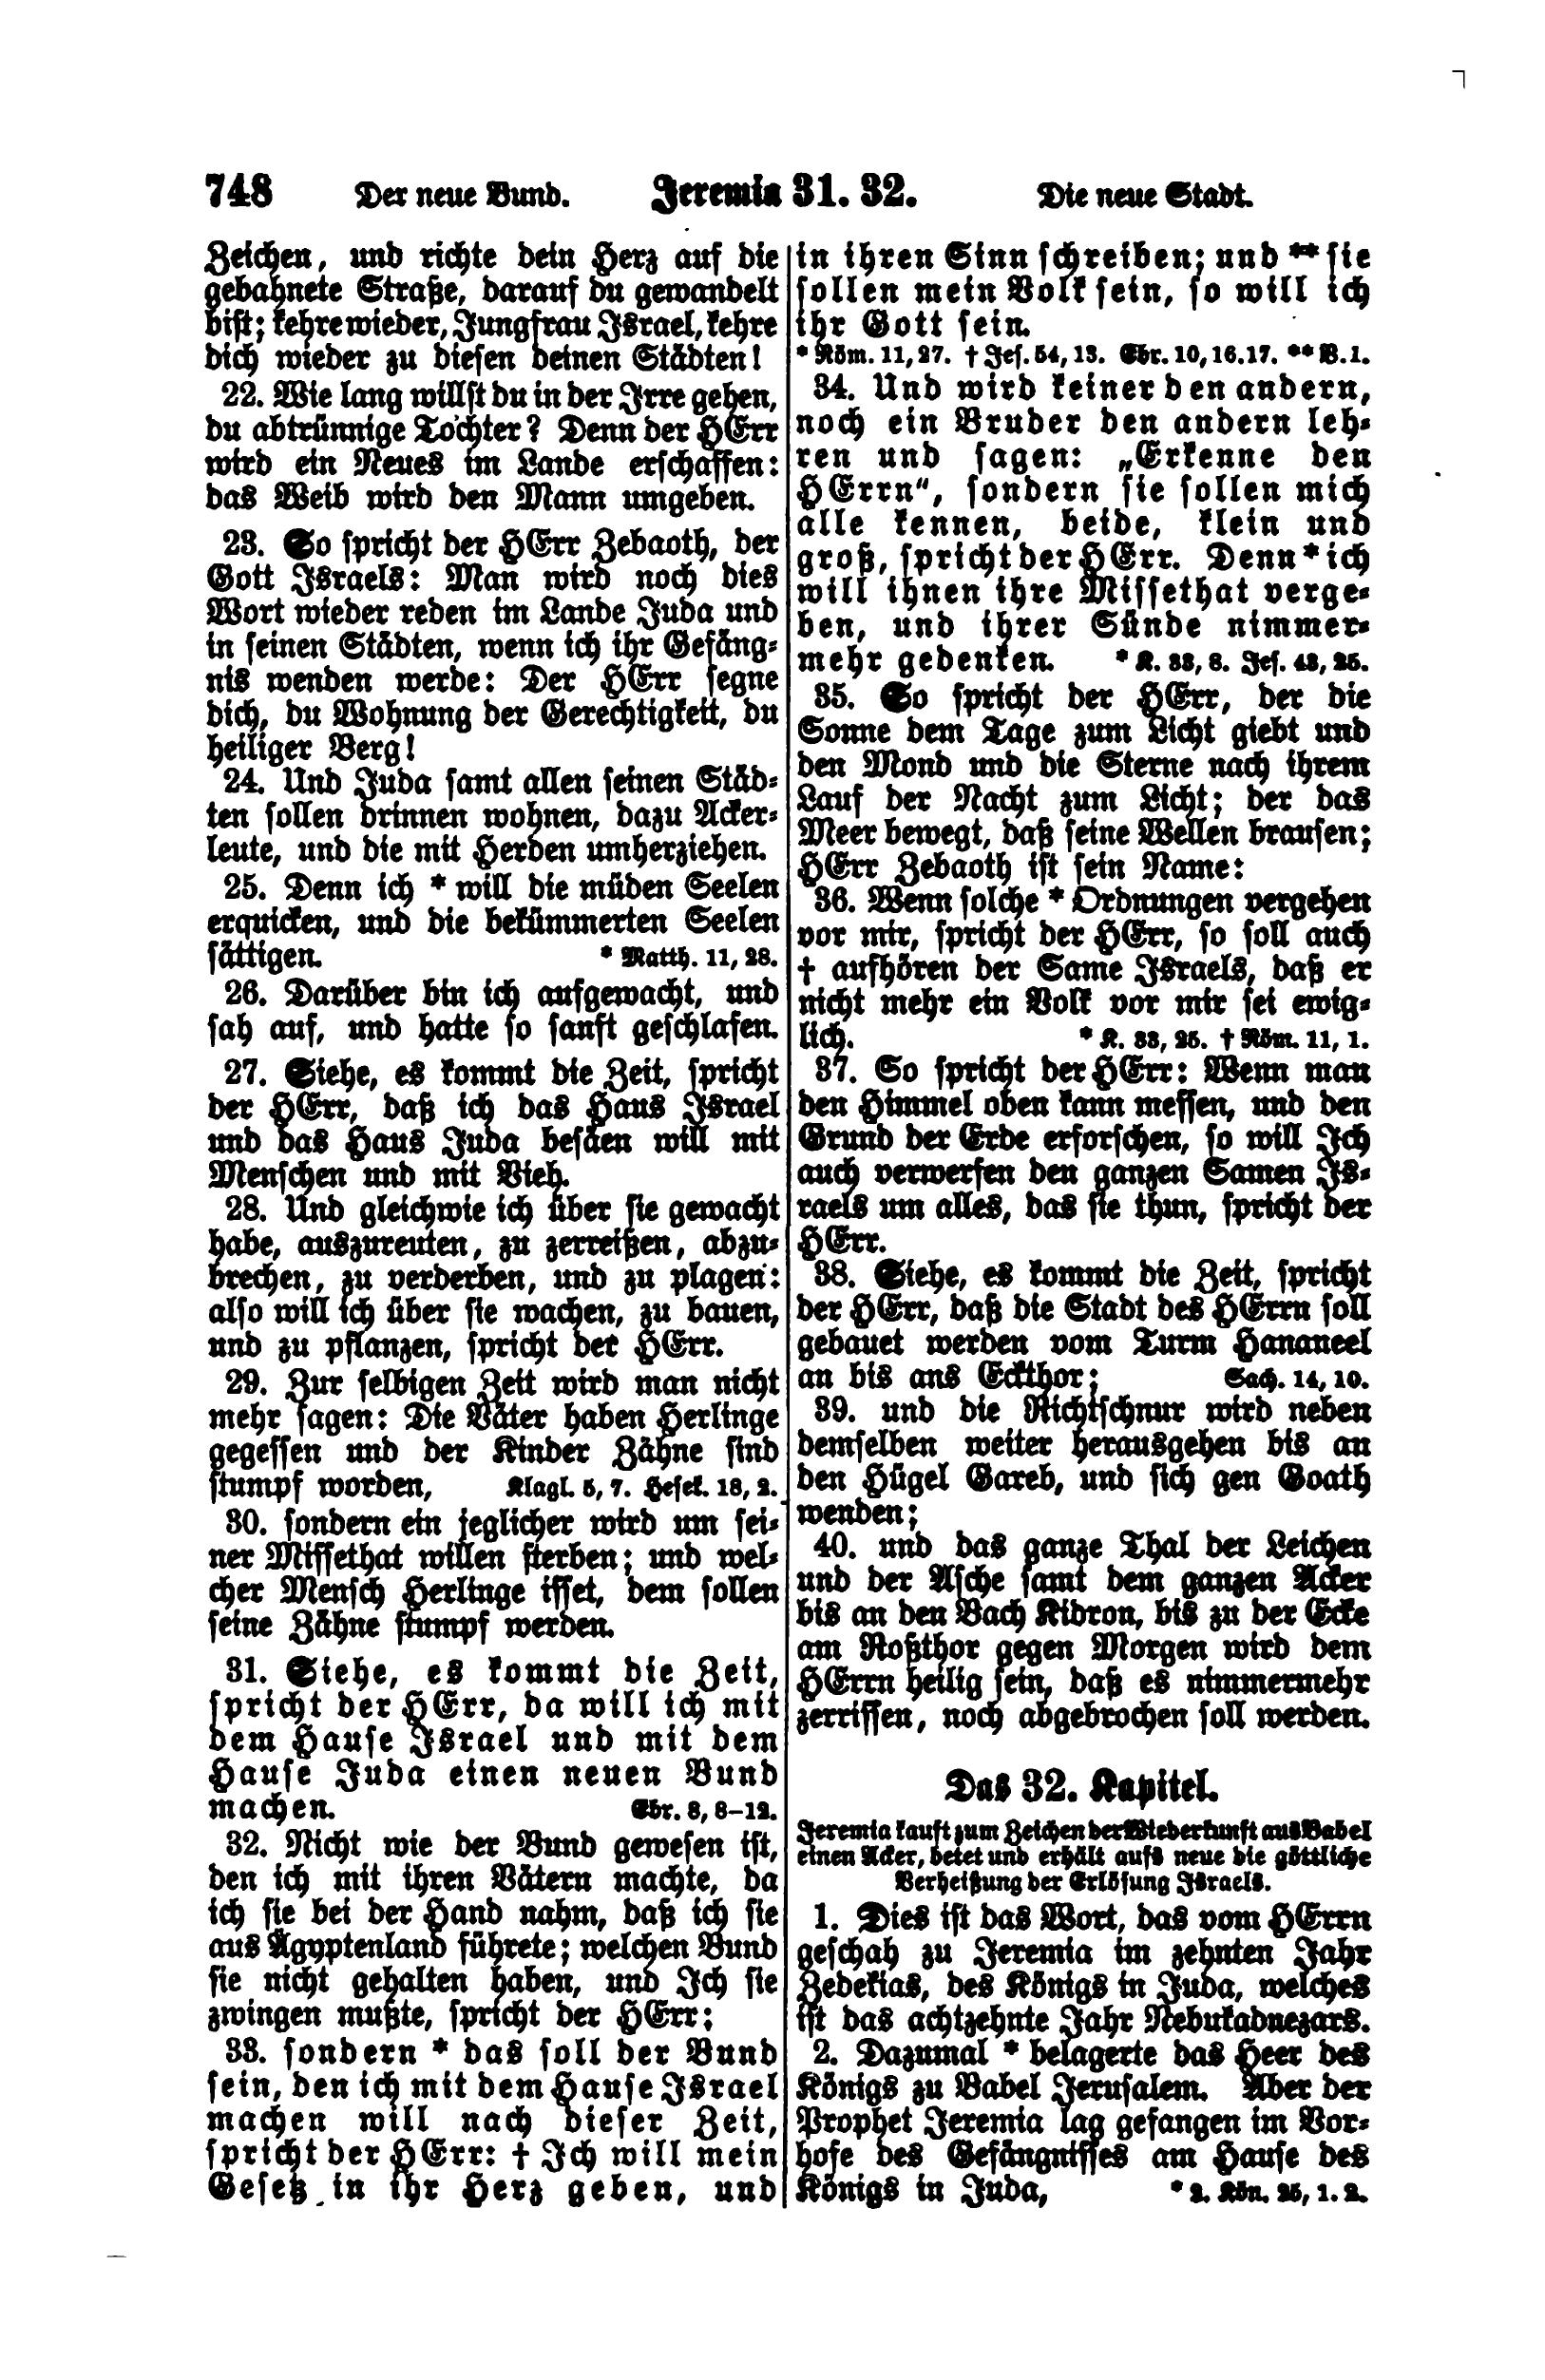 748 Der neue Bund. Jeremia 31. 32. Die neue Stadt.
Zeichen, und richte dein Herz auf die
gebahnete Straße, darauf du gewandelt
bist; kehre wieder, Jungfrau Israel, kehre
dich wieder zu diesen deinen Städten!
22. Wie lang willst du in der Irre gehen,
du abtrünnige Tochter? Denn der HErr
wird ein Neues im Lande erschaffen:
das Weib wird den Mann umgeben.
23. So spricht der HErr Zebaoth, der
Gott Israels: Man wird noch dies
Wort wieder reden im Lande Juda und
in seinen Städten, wenn ich ihr Gefäng-
nis wenden werde: Der HErr segne
dich, du Wohnung der Gerechtigkeit, du
heiliger Berg!
24. Und Juda samt allen seinen Städ-
ten sollen drinnen wohnen, dazu Acker-
leute, und die mit Herden umherziehen.
25. Denn ich * will die müden Seelen
erquicken, und die bekümmerten Seelen
sättigen. * Matth. 11, 28.
26. Darüber bin ich aufgewacht, und
sah auf, und hatte so sanft geschlafen.
27. Siehe, es kommt die Zeit, spricht
der HErr, daß ich das Haus Israel
und das Haus Juda besäen will mit
Menschen und mit Vieh.
28. Und gleichwie ich über sie gewacht
habe, auszureuten, zu zerreißen, abzu-
brechen, zu verderben, und zu plagen:
also will ich über sie wachen, zu bauen,
und zu pflanzen, spricht der HErr.
29. Zur selbigen Zeit wird man nicht
mehr sagen: Die Väter haben Herlinge
gegessen und der Kinder Zähne sind
stumpf worden, Klagl. 5, 7. Hesek. 18, 2.
30. sondern ein jeglicher wird um sei-
ner Missethat willen sterben; und wel-
cher Mensch Herlinge isset, dem sollen
seine Zähne stumpf werden.
31. Siehe, es kommt die Zeit,
spricht der HErr, da will ich mit
dem Hause Israel und mit dem
Hause Juda einen neuen Bund
machen. Ebr. 8, 8–12.
32. Nicht wie der Bund gewesen ist,
den ich mit ihren Vätern machte, da
ich sie bei der Hand nahm, daß ich sie
aus Ägyptenland führete; welchen Bund
sie nicht gehalten haben, und Ich sie
zwingen mußte, spricht der HErr;
33. sondern * das soll der Bund
sein, den ich mit dem Hause Israel
machen will nach dieser Zeit,
spricht der HErr: † Ich will mein
Gesetz in ihr Herz geben, und
in ihren Sinn schreiben; und ** sie
sollen mein Volk sein, so will ich
ihr Gott sein.
* Röm. 11, 27. † Jes. 54, 13. Ebr. 10, 16. 17. ** V. 1.
34. Und wird keiner den andern,
noch ein Bruder den andern leh-
ren und sagen: „Erkenne den
HErrn“, sondern sie sollen mich
alle kennen, beide, klein und
groß, spricht der HErr. Denn * ich
will ihnen ihre Missethat verge-
ben, und ihrer Sünde nimmer-
mehr gedenken. * K. 33, 8. Jes. 43, 25.
35. So spricht der HErr, der die
Sonne dem Tage zum Licht giebt und
den Mond und die Sterne nach ihrem
Lauf der Nacht zum Licht; der das
Meer bewegt, daß seine Wellen brausen;
HErr Zebaoth ist sein Name:
36. Wenn solche * Ordnungen vergehen
vor mir, spricht der HErr, so soll auch
† aufhören der Same Israels, daß er
nicht mehr ein Volk vor mir sei ewig-
lich. * K. 33, 25. † Röm. 11, 1.
37. So spricht der HErr: Wenn man
den Himmel oben kann messen, und den
Grund der Erde erforschen, so will Ich
auch verwerfen den ganzen Samen Is-
raels um alles, das sie thun, spricht der
HErr.
38. Siehe, es kommt die Zeit, spricht
der HErr, daß die Stadt des HErrn soll
gebauet werden vom Turm Hananeel
an bis ans Eckthor; Sach. 14, 10.
39. und die Richtschnur wird neben
demselben weiter herausgehen bis an
den Hügel Gareb, und sich gen Goath
wenden;
40. und das ganze Thal der Leichen
und der Asche samt dem ganzen Acker
bis an den Bach Kidron, bis zu der Ecke
am Roßthor gegen Morgen wird dem
HErrn heilig sein, daß es nimmermehr
zerrissen, noch abgebrochen soll werden.
Das 32. Kapitel.
Jeremia kauft zum Zeichen der Wiederkunft aus Babel
einen Acker, betet und erhält aufs neue die göttliche
Verheißung der Erlösung Israels.
1. Dies ist das Wort, das vom HErrn
geschah zu Jeremia im zehnten Jahr
Zedekias, des Königs in Juda, welches
ist das achtzehnte Jahr Nebukadnezars.
2. Dazumal * belagerte das Heer des
Königs zu Babel Jerusalem. Aber der
Prophet Jeremia lag gefangen im Vor-
hofe des Gefängnisses am Hause des
Königs in Juda, * 2. Kön. 25, 1. 2.